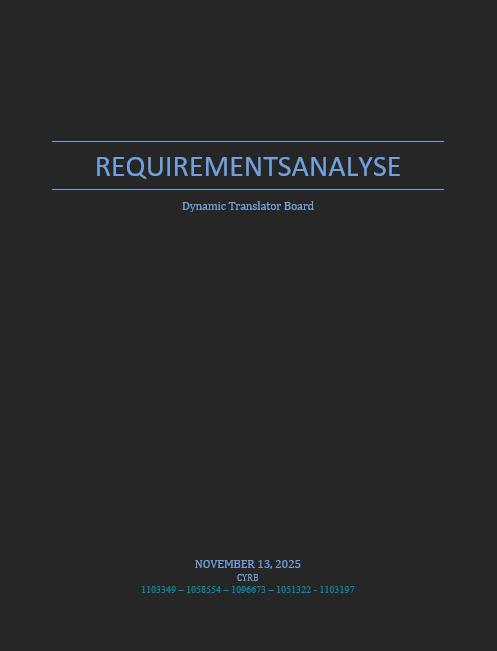 REQUIREMENTSANALYSE
Dynamic Translator Board
NOVEMBER 13, 2025
CYRB
1103349 – 1058554 – 1096673 – 1051322 - 1103197